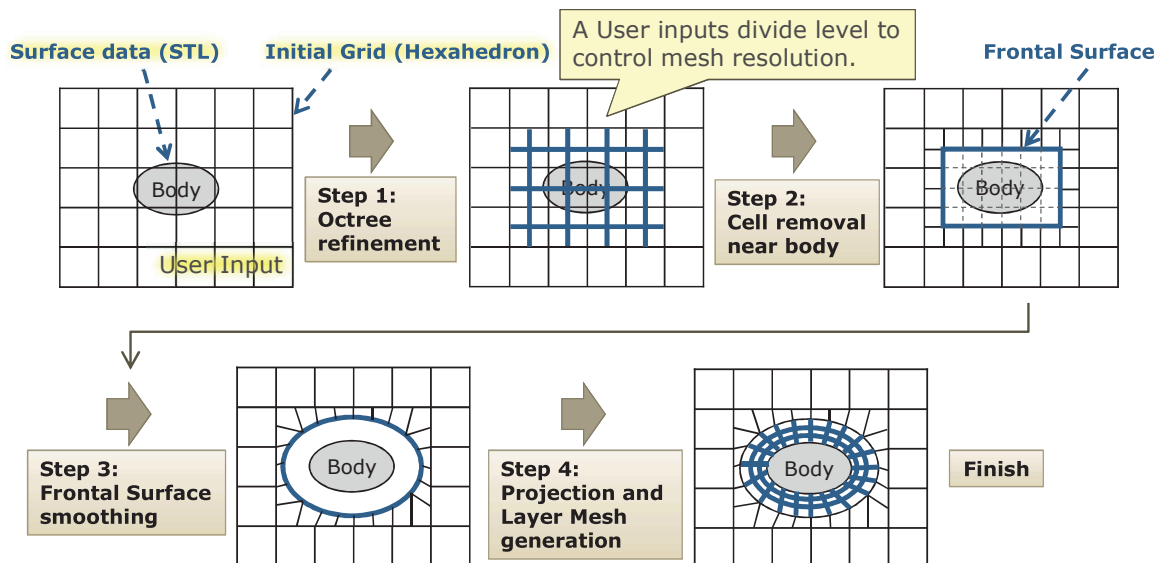 Surface data (STL)
Initial Grid (Hexahedron)
A User inputs divide level to
control mesh resolution.
Frontal Surface
Body
User Input
Step 1:
Octree
refinement
Body
Step 2:
Cell removal
near body
Body
Step 3:
Frontal Surface
smoothing
Body
Step 4:
Projection and
Layer Mesh
generation
Body
Finish